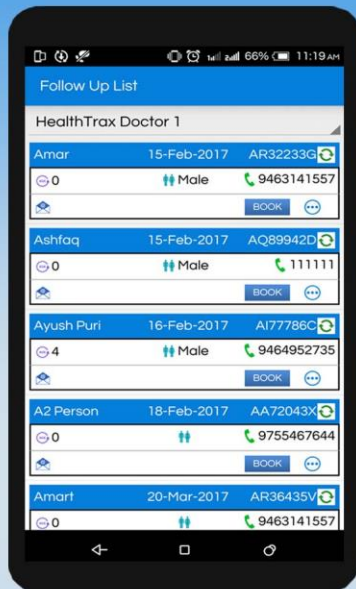 66% 11:19 AM
Follow Up List
HealthTrax Doctor 1
Amar 15-Feb-2017 AR32233G
0 Male 9463141557
BOOK
Ashfaq 15-Feb-2017 AQ89942D
0 Male 111111
BOOK
Ayush Puri 16-Feb-2017 AI77786C
4 Male 9464952735
BOOK
A2 Person 18-Feb-2017 AA72043X
0 9755467644
BOOK
Amart 20-Mar-2017 AR36435V
0 9463141557